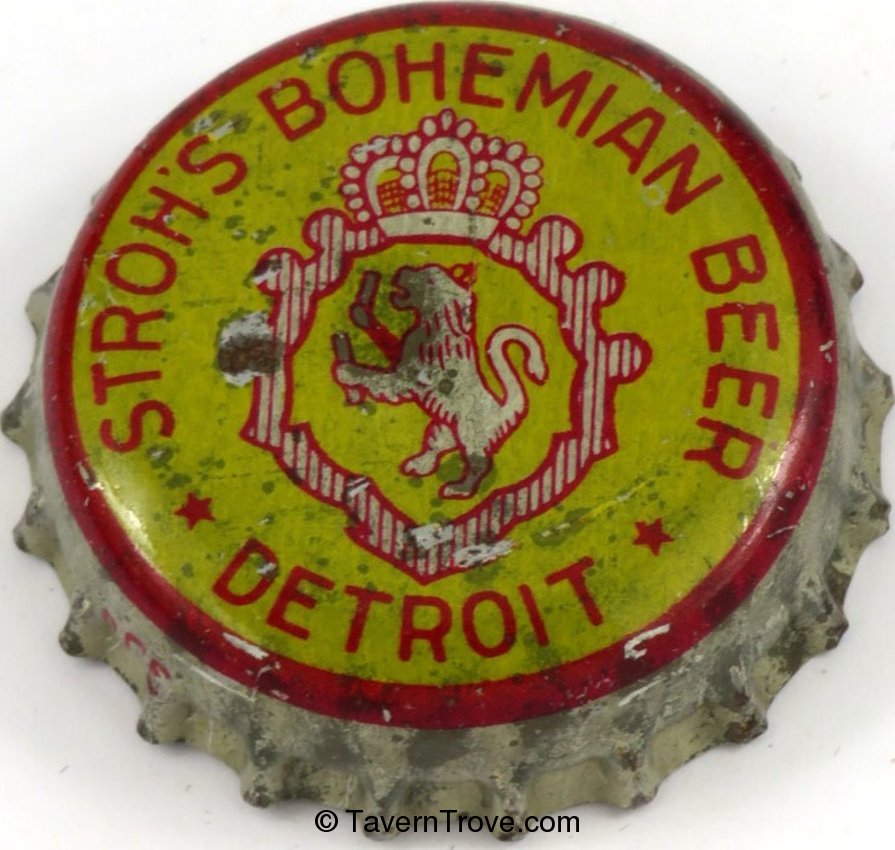 STROH'S BOHEMIAN BEER
★ DETROIT ★
© TavernTrove.com